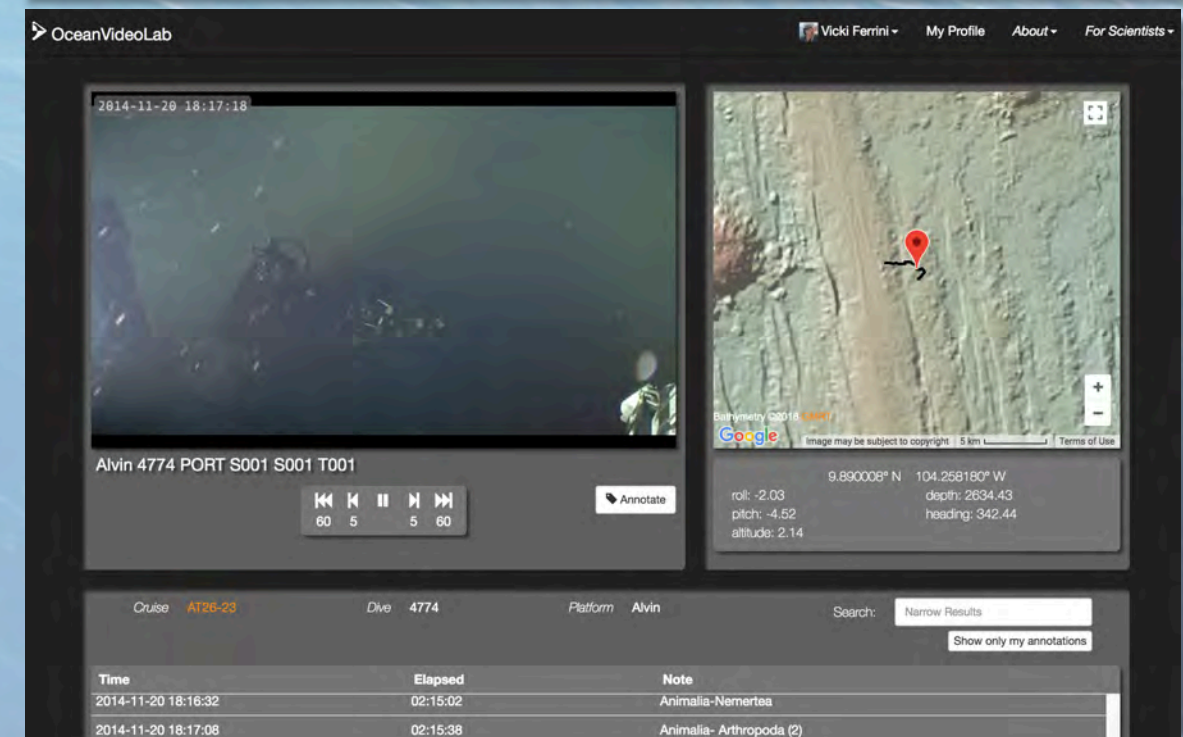 OceanVideoLab
Vicki Ferrini
My Profile
About
For Scientists
2014-11-20 18:17:18
Bathymetry ©2018
Google
Image may be subject to copyright 5 km Terms of Use
Alvin 4774 PORT S001 S001 T001
60 5 5 60
Annotate
9.890008° N 104.258180° W
roll: -2.03 depth: 2634.43
pitch: -4.52 heading: 342.44
altitude: 2.14
Cruise AT26-23 Dive 4774 Platform Alvin Search: Narrow Results
Show only my annotations
Time Elapsed Note
2014-11-20 18:16:32 02:15:02 Animalia-Nemertea
2014-11-20 18:17:08 02:15:38 Animalia- Arthropoda (2)